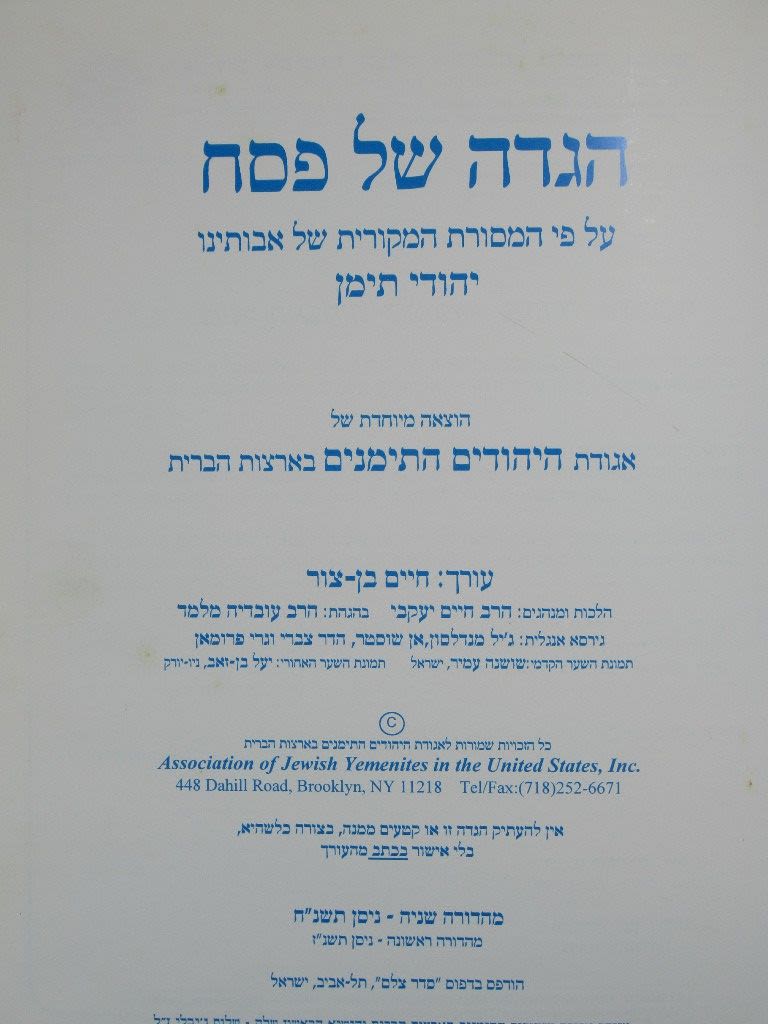 הגדה של פסח
על פי המסורת המקורית של אבותינו
יהודי תימן
הוצאה מיוחדת של
אגודת היהודים התימנים בארצות הברית
עורך: חיים בן-צור
הלכות ומנהגים: הרב חיים יעקבי בהגהת: הרב עובדיה מלמד
גירסא אנגלית: ג'יל מנדלסון, אן שוסטר, הדר צברי וגרי פרומאן
תמונת השער הקדמי: שושנה עמיר, ישראל תמונת השער האחורי: יעל בן-זאב, ניו-יורק
©
כל הזכויות שמורות לאגודת היהודים התימנים בארצות הברית
Association of Jewish Yemenites in the United States, Inc.
448 Dahill Road, Brooklyn, NY 11218 Tel/Fax:(718)252-6671
אין להעתיק הגדה זו או קטעים ממנה, בצורה כלשהיא,
בלי אישור בכתב מהעורך
מהדורה שניה - ניסן תשנ"ח
מהדורה ראשונה - ניסן תשנ"ז
הודפס בדפוס "סדר צלם", תל-אביב, ישראל